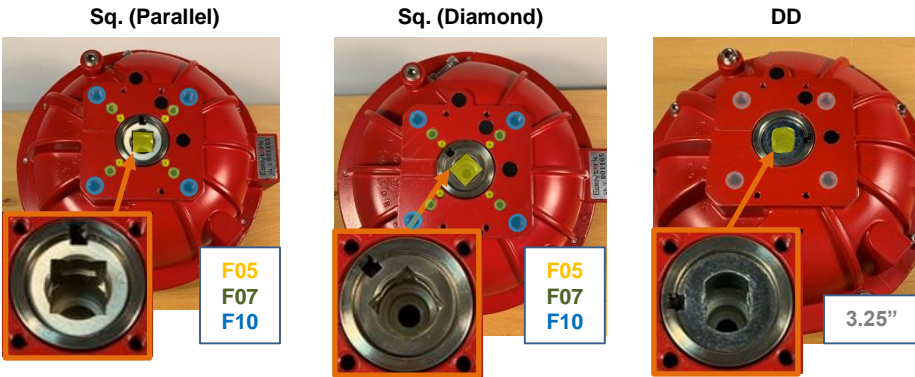 Sq. (Parallel)
Sq. (Diamond)
DD
F05
F07
F10
F05
F07
F10
3.25”